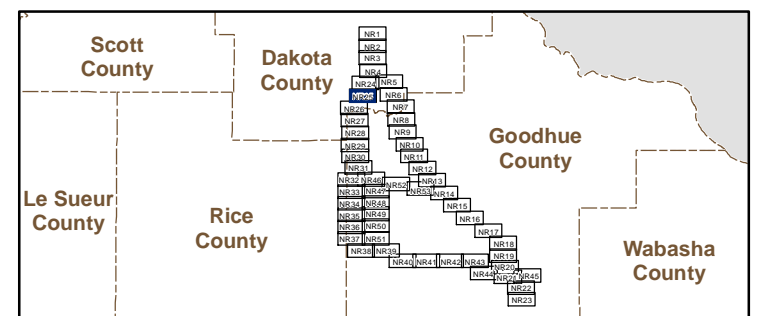 NR1
NR2
NR3
NR4
NR24
NR5
NR25
NR6
NR26
NR7
NR27
NR8
NR28
NR9
NR29
NR10
NR30
NR11
NR31
NR12
NR32
NR46
NR52
NR13
NR33
NR47
NR53
NR14
NR34
NR48
NR15
NR35
NR49
NR16
NR36
NR50
NR17
NR37
NR51
NR18
NR38
NR39
NR19
NR40
NR41
NR42
NR43
NR20
NR44
NR21
NR45
NR22
NR23
Scott
County
Dakota
County
Goodhue
County
Le Sueur
County
Rice
County
Wabasha
County